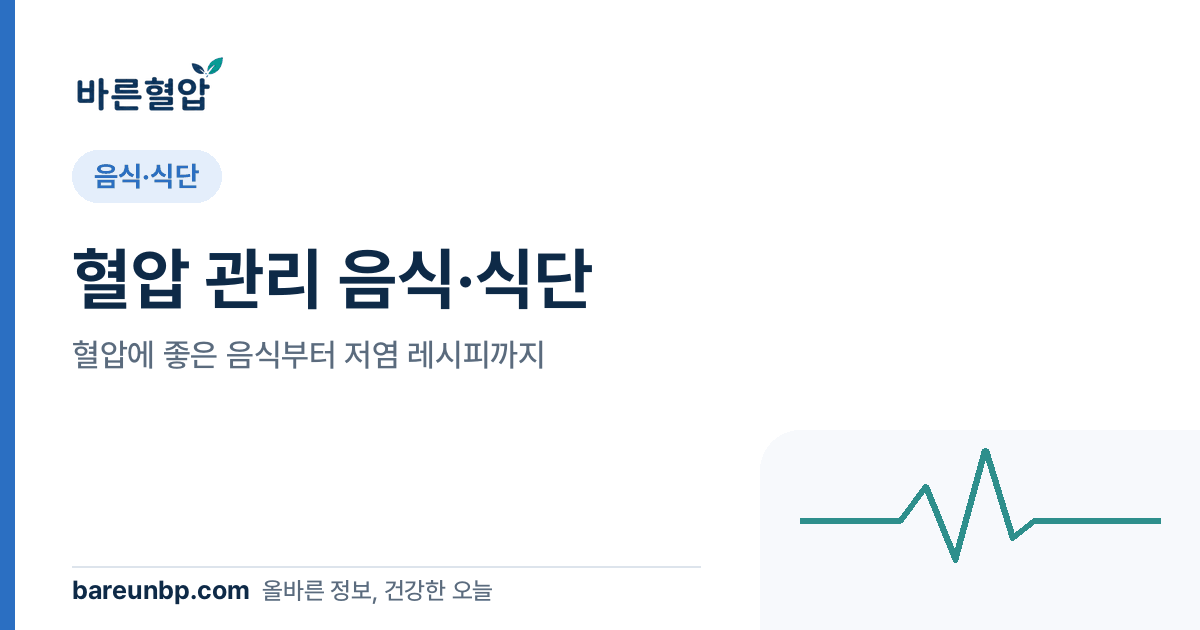 바른혈압
음식·식단
혈압 관리 음식·식단
혈압에 좋은 음식부터 저염 레시피까지
bareunbp.com 올바른 정보, 건강한 오늘